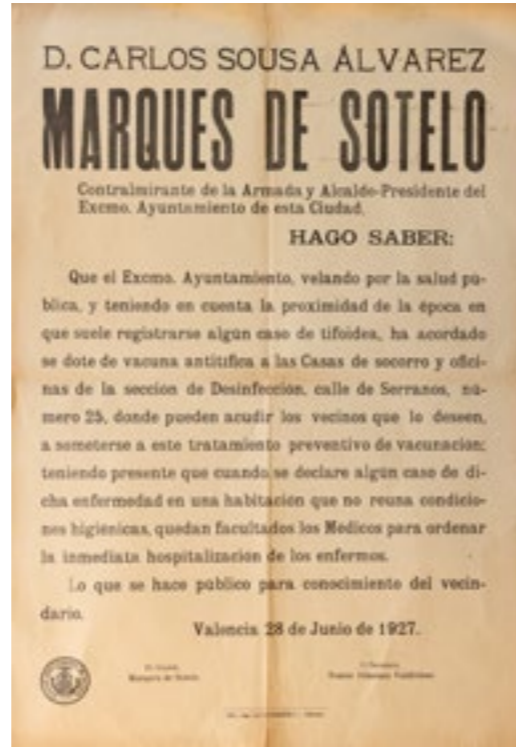 D. CARLOS SOUSA ÁLVAREZ
MARQUES DE SOTELO
Contralmirante de la Armada y Alcalde-Presidente del
Excmo. Ayuntamiento de esta Ciudad.
HAGO SABER:
Que el Excmo. Ayuntamiento, velando por la salud pú-
blica, y teniendo en cuenta la proximidad de la época en
que suele registrarse algún caso de tifoidea, ha acordado
se dote de vacuna antitífica a las Casas de socorro y ofici-
nas de la sección de Desinfección, calle de Serranos, nú-
mero 25, donde pueden acudir los vecinos que lo deseen,
a someterse a este tratamiento preventivo de vacunación;
teniendo presente que cuando se declare algún caso de di-
cha enfermedad en una habitación que no reuna condicio-
nes higiénicas, quedan facultados los Médicos para ordenar
la inmediata hospitalización de los enfermos.
Lo que se hace público para conocimiento del vecin-
dario.
Valencia 28 de Junio de 1927.
Marqués de Sotelo